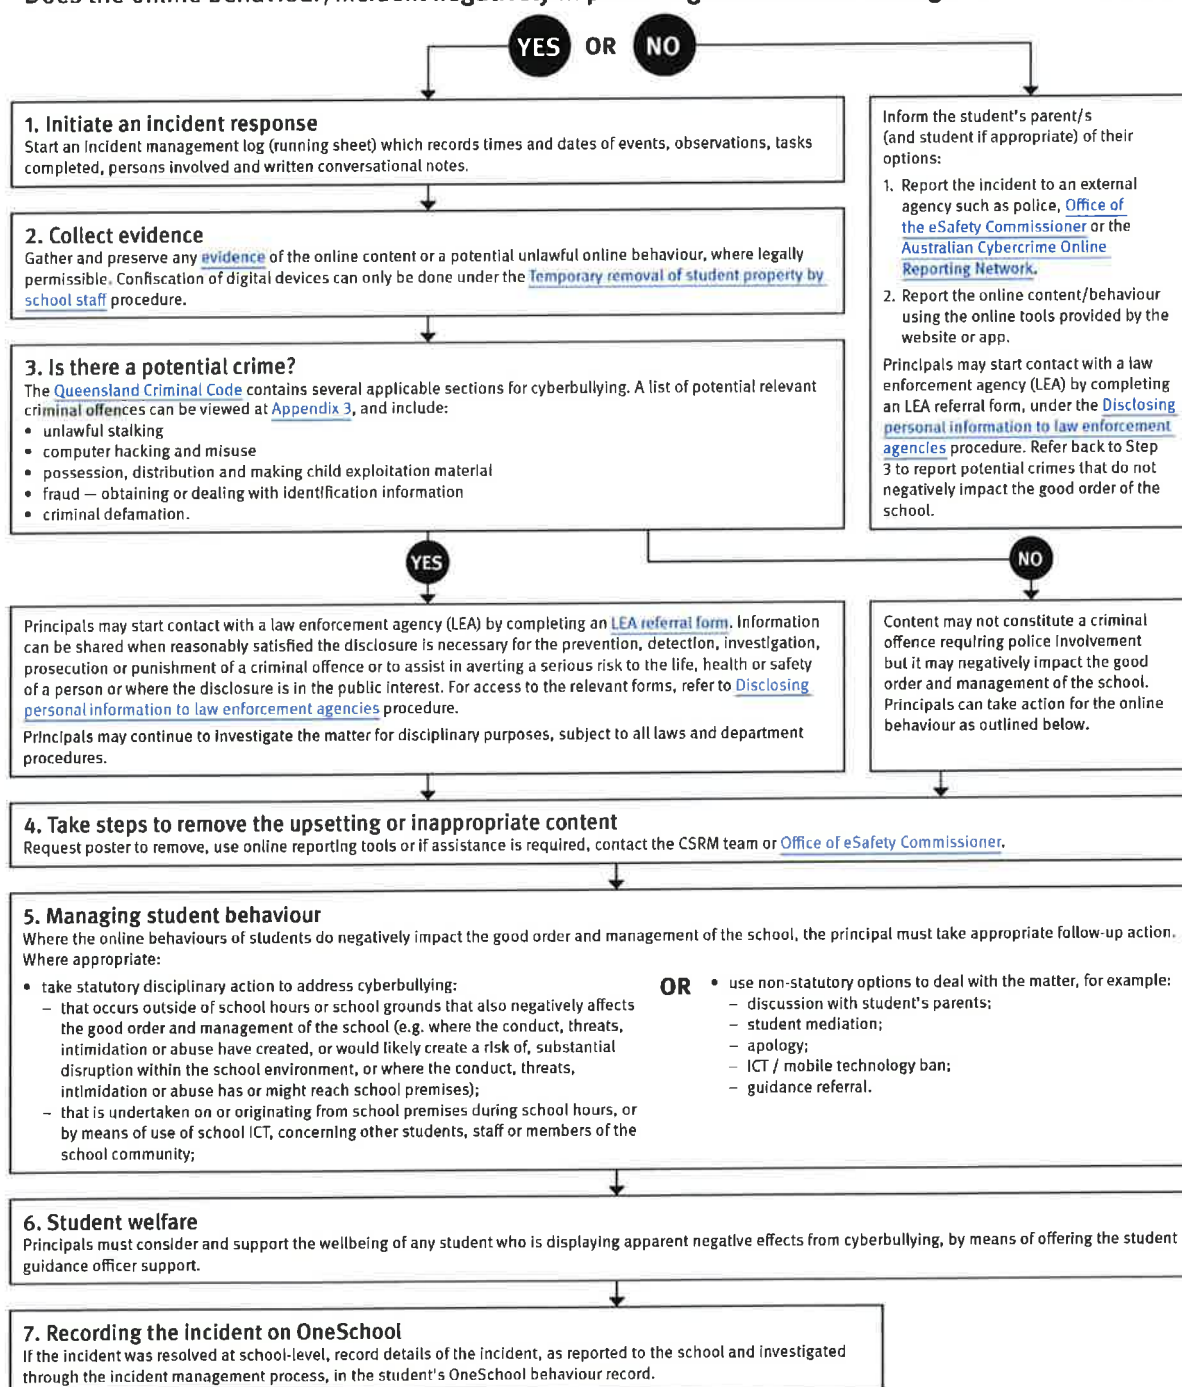 YES OR NO
1. Initiate an incident response
Start an incident management log (running sheet) which records times and dates of events, observations, tasks
completed, persons involved and written conversational notes.
2. Collect evidence
Gather and preserve any evidence of the online content or a potential unlawful online behaviour, where legally
permissible. Confiscation of digital devices can only be done under the Temporary removal of student property by
school staff procedure.
3. Is there a potential crime?
The Queensland Criminal Code contains several applicable sections for cyberbullying. A list of potential relevant
criminal offences can be viewed at Appendix 3, and include:
• unlawful stalking
• computer hacking and misuse
• possession, distribution and making child exploitation material
• fraud — obtaining or dealing with identification information
• criminal defamation.
Inform the student's parent/s
(and student if appropriate) of their
options:
1. Report the incident to an external
agency such as police, Office of
the eSafety Commissioner or the
Australian Cybercrime Online
Reporting Network.
2. Report the online content/behaviour
using the online tools provided by the
website or app.
Principals may start contact with a law
enforcement agency (LEA) by completing
an LEA referral form, under the Disclosing
personal information to law enforcement
agencies procedure. Refer back to Step
3 to report potential crimes that do not
negatively impact the good order of the
school.
YES
NO
Principals may start contact with a law enforcement agency (LEA) by completing an LEA referral form. Information
can be shared when reasonably satisfied the disclosure is necessary for the prevention, detection, investigation,
prosecution or punishment of a criminal offence or to assist in averting a serious risk to the life, health or safety
of a person or where the disclosure is in the public interest. For access to the relevant forms, refer to Disclosing
personal information to law enforcement agencies procedure.
Principals may continue to investigate the matter for disciplinary purposes, subject to all laws and department
procedures.
Content may not constitute a criminal
offence requiring police involvement
but it may negatively impact the good
order and management of the school.
Principals can take action for the online
behaviour as outlined below.
4. Take steps to remove the upsetting or inappropriate content
Request poster to remove, use online reporting tools or if assistance is required, contact the CSRM team or Office of eSafety Commissioner.
5. Managing student behaviour
Where the online behaviours of students do negatively impact the good order and management of the school, the principal must take appropriate follow-up action.
Where appropriate:
• take statutory disciplinary action to address cyberbullying:
– that occurs outside of school hours or school grounds that also negatively affects
the good order and management of the school (e.g. where the conduct, threats,
intimidation or abuse have created, or would likely create a risk of, substantial
disruption within the school environment, or where the conduct, threats,
intimidation or abuse has or might reach school premises);
– that is undertaken on or originating from school premises during school hours, or
by means of use of school ICT, concerning other students, staff or members of the
school community;
OR
• use non-statutory options to deal with the matter, for example:
– discussion with student's parents;
– student mediation;
– apology;
– ICT / mobile technology ban;
– guidance referral.
6. Student welfare
Principals must consider and support the wellbeing of any student who is displaying apparent negative effects from cyberbullying, by means of offering the student
guidance officer support.
7. Recording the incident on OneSchool
If the incident was resolved at school-level, record details of the incident, as reported to the school and investigated
through the incident management process, in the student's OneSchool behaviour record.